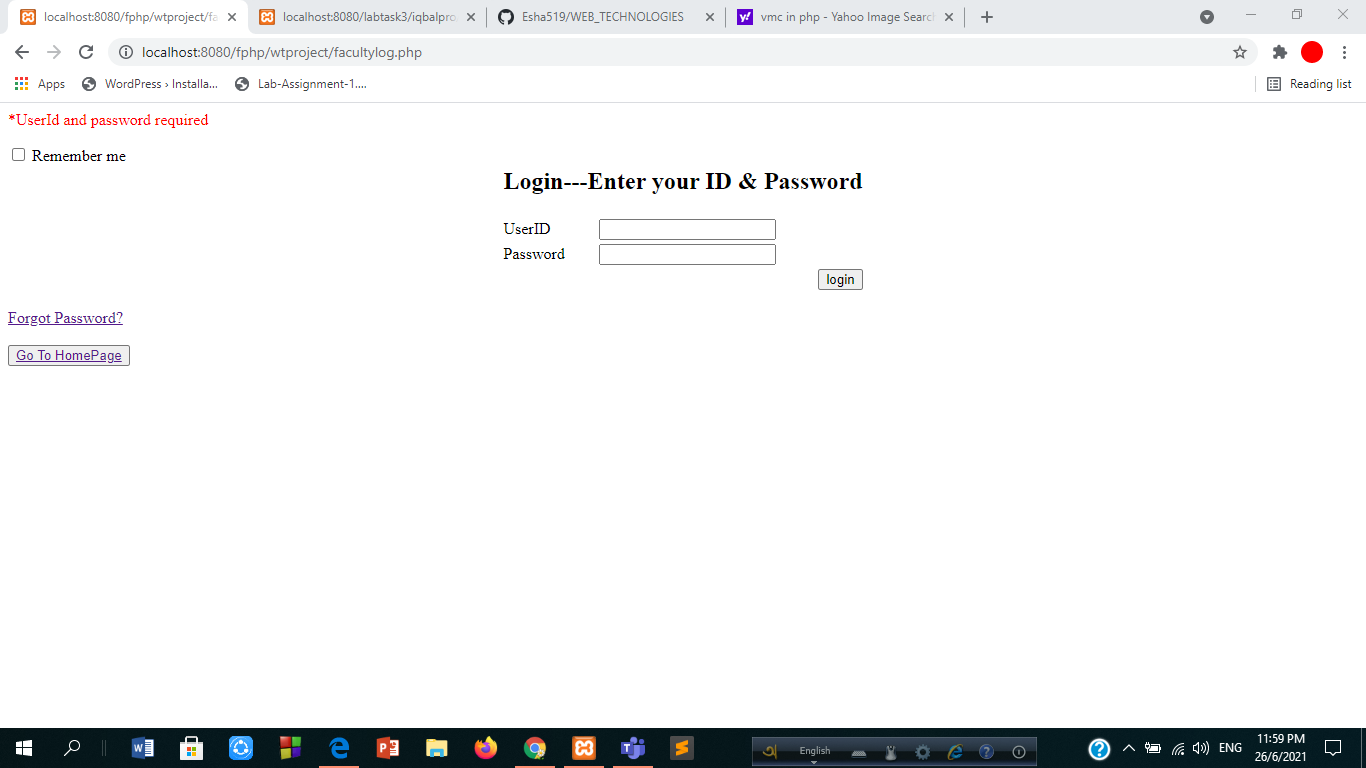 localhost:8080/fphp/wtproject/fa
localhost:8080/labtask3/iqbalpro
Esha519/WEB_TECHNOLOGIES
vmc in php - Yahoo Image Searc
localhost:8080/fphp/wtproject/facultylog.php
Apps
WordPress › Installa...
Lab-Assignment-1....
Reading list
*UserId and password required
Remember me
Login---Enter your ID & Password
UserID
Password
login
Forgot Password?
Go To HomePage
English
ENG
11:59 PM
26/6/2021